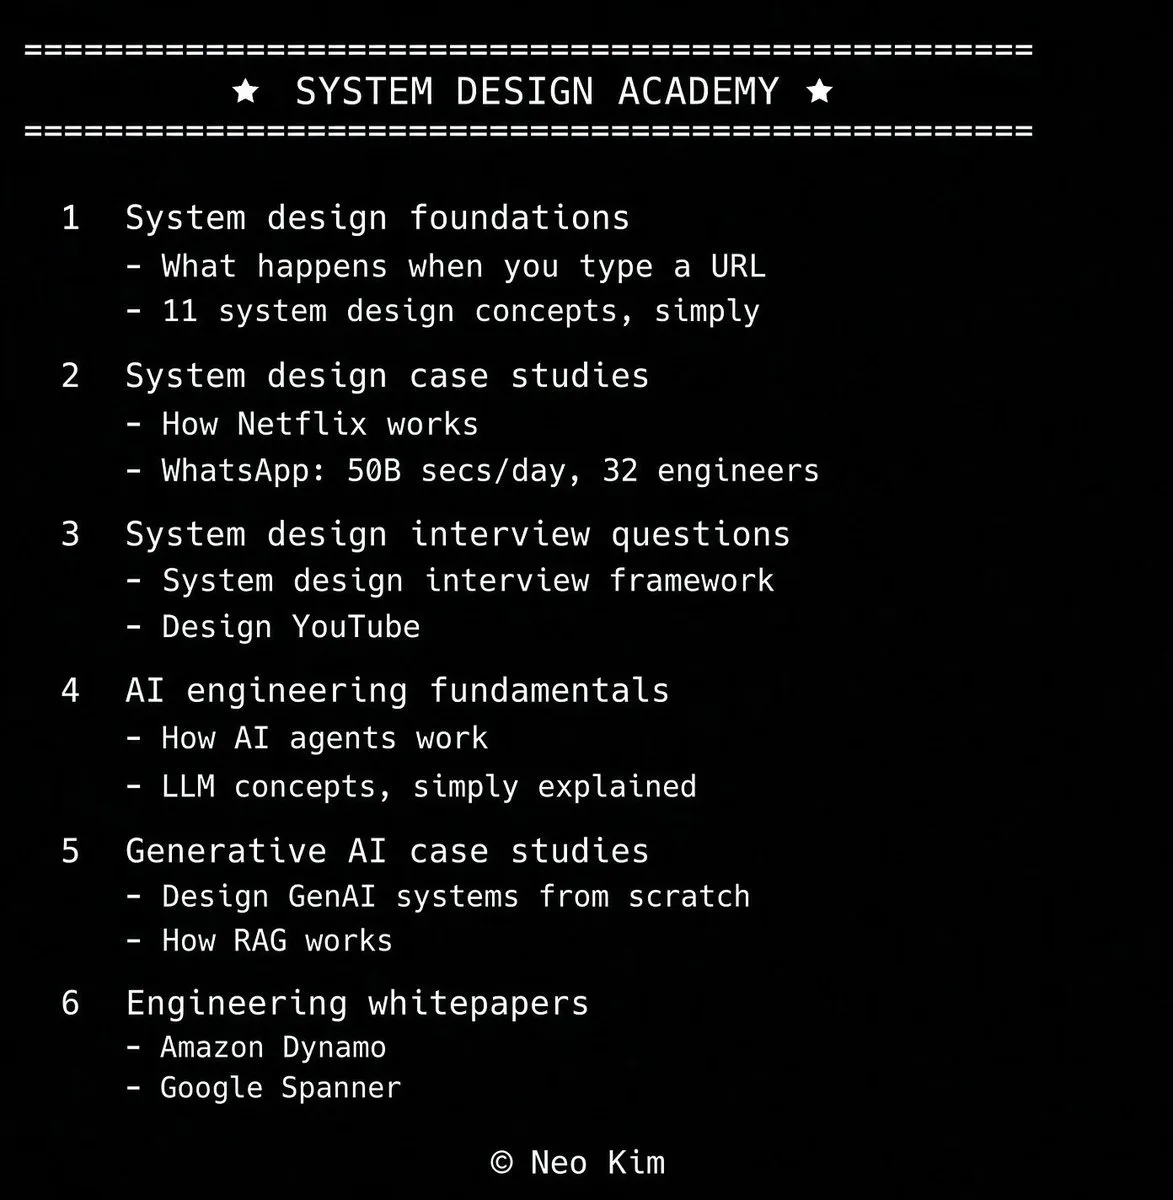 ==================================================
★ SYSTEM DESIGN ACADEMY ★
==================================================
1 System design foundations
- What happens when you type a URL
- 11 system design concepts, simply
2 System design case studies
- How Netflix works
- WhatsApp: 50B secs/day, 32 engineers
3 System design interview questions
- System design interview framework
- Design YouTube
4 AI engineering fundamentals
- How AI agents work
- LLM concepts, simply explained
5 Generative AI case studies
- Design GenAI systems from scratch
- How RAG works
6 Engineering whitepapers
- Amazon Dynamo
- Google Spanner
© Neo Kim